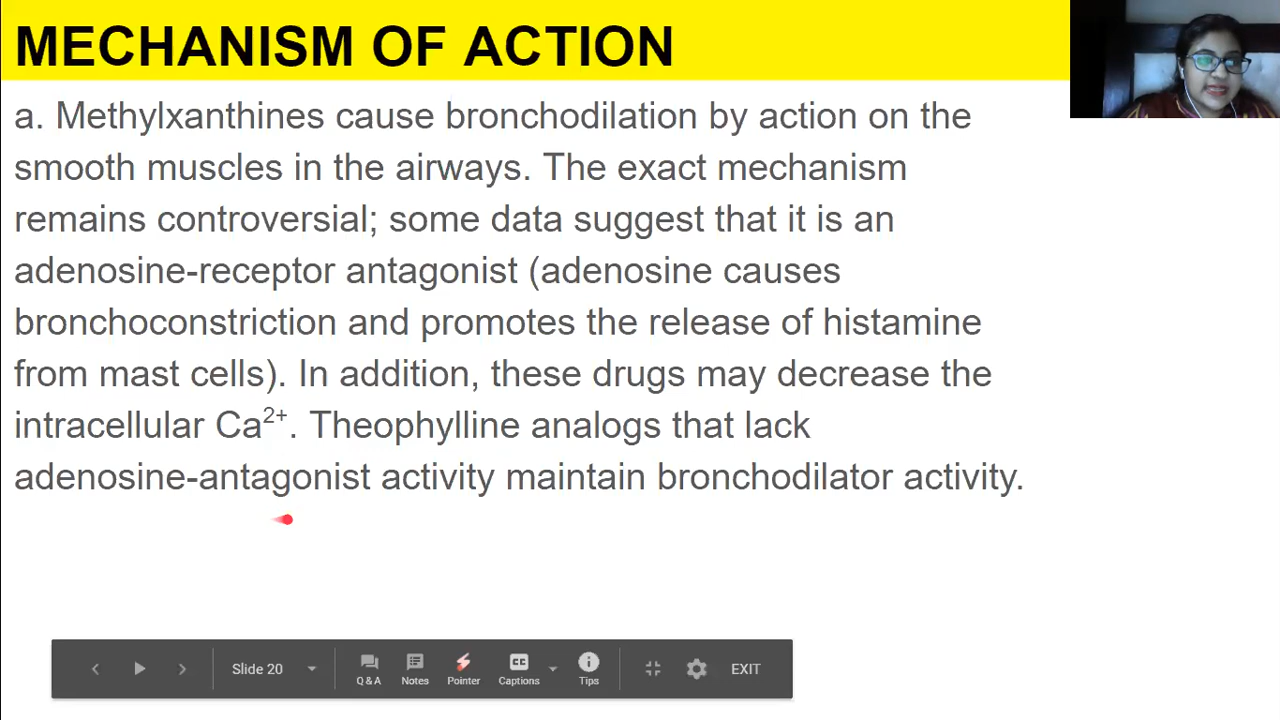 MECHANISM OF ACTION
a. Methylxanthines cause bronchodilation by action on the
smooth muscles in the airways. The exact mechanism
remains controversial; some data suggest that it is an
adenosine-receptor antagonist (adenosine causes
bronchoconstriction and promotes the release of histamine
from mast cells). In addition, these drugs may decrease the
intracellular Ca²⁺. Theophylline analogs that lack
adenosine-antagonist activity maintain bronchodilator activity.
Slide 20
Q & A
Notes
Pointer
CC
Captions
Tips
EXIT